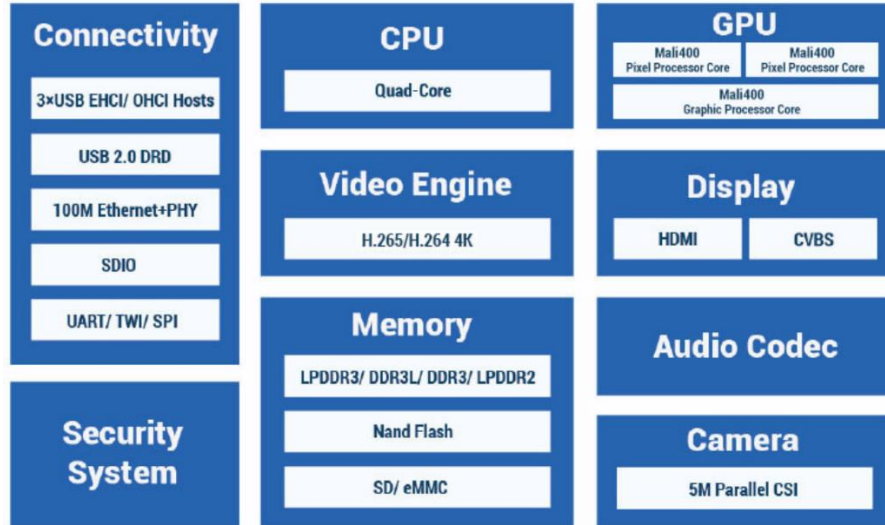 Connectivity
3×USB EHCI/ OHCI Hosts
USB 2.0 DRD
100M Ethernet+PHY
SDIO
UART/ TWI/ SPI
Security
System
CPU
Quad-Core
Video Engine
H.265/H.264 4K
Memory
LPDDR3/ DDR3L/ DDR3/ LPDDR2
Nand Flash
SD/ eMMC
GPU
Mali400
Pixel Processor Core
Mali400
Pixel Processor Core
Mali400
Graphic Processor Core
Display
HDMI
CVBS
Audio Codec
Camera
5M Parallel CSI